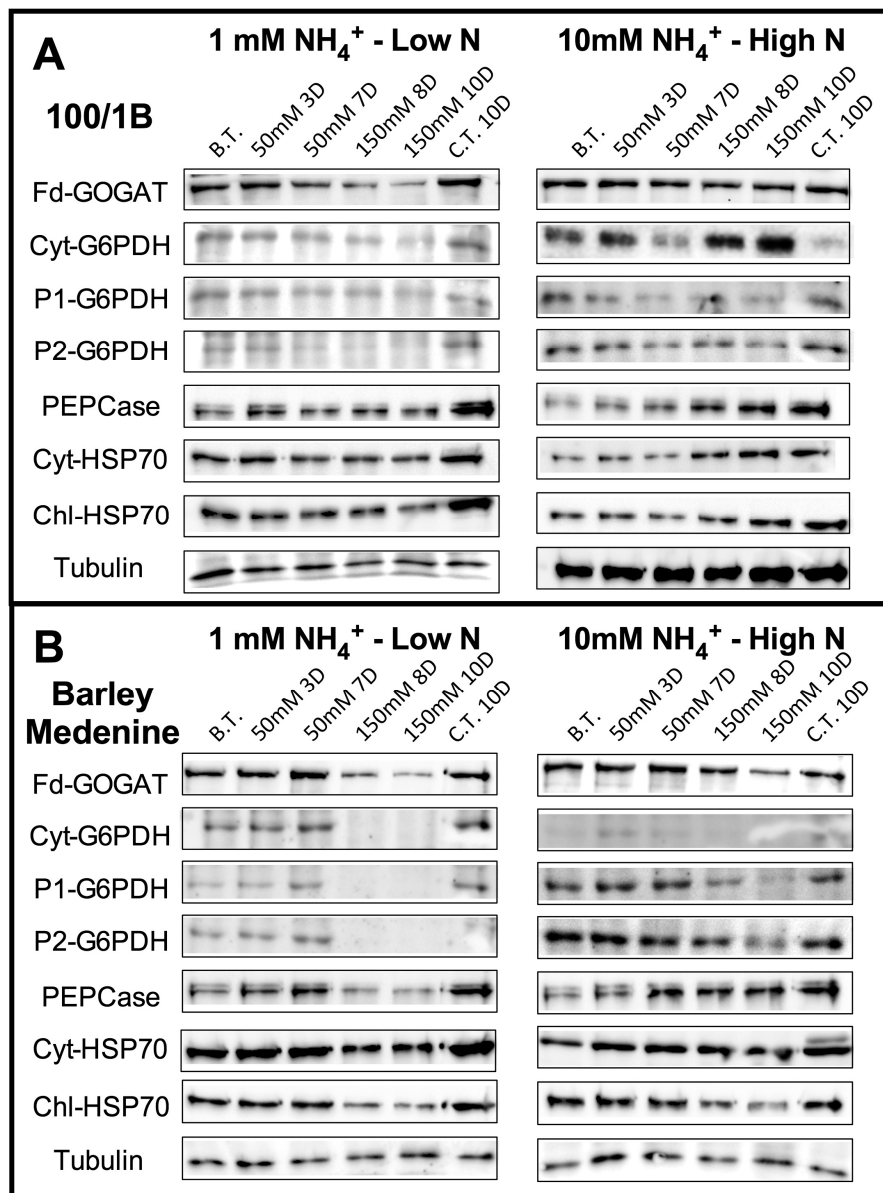 A
1 mM NH₄⁺ - Low N
10mM NH₄⁺ - High N
100/1B
B.T.
50mM 3D
50mM 7D
150mM 8D
150mM 10D
C.T. 10D
B.T.
50mM 3D
50mM 7D
150mM 8D
150mM 10D
C.T. 10D
Fd-GOGAT
Cyt-G6PDH
P1-G6PDH
P2-G6PDH
PEPCase
Cyt-HSP70
Chl-HSP70
Tubulin
B
1 mM NH₄⁺ - Low N
10mM NH₄⁺ - High N
Barley
Medenine
B.T.
50mM 3D
50mM 7D
150mM 8D
150mM 10D
C.T. 10D
B.T.
50mM 3D
50mM 7D
150mM 8D
150mM 10D
C.T. 10D
Fd-GOGAT
Cyt-G6PDH
P1-G6PDH
P2-G6PDH
PEPCase
Cyt-HSP70
Chl-HSP70
Tubulin